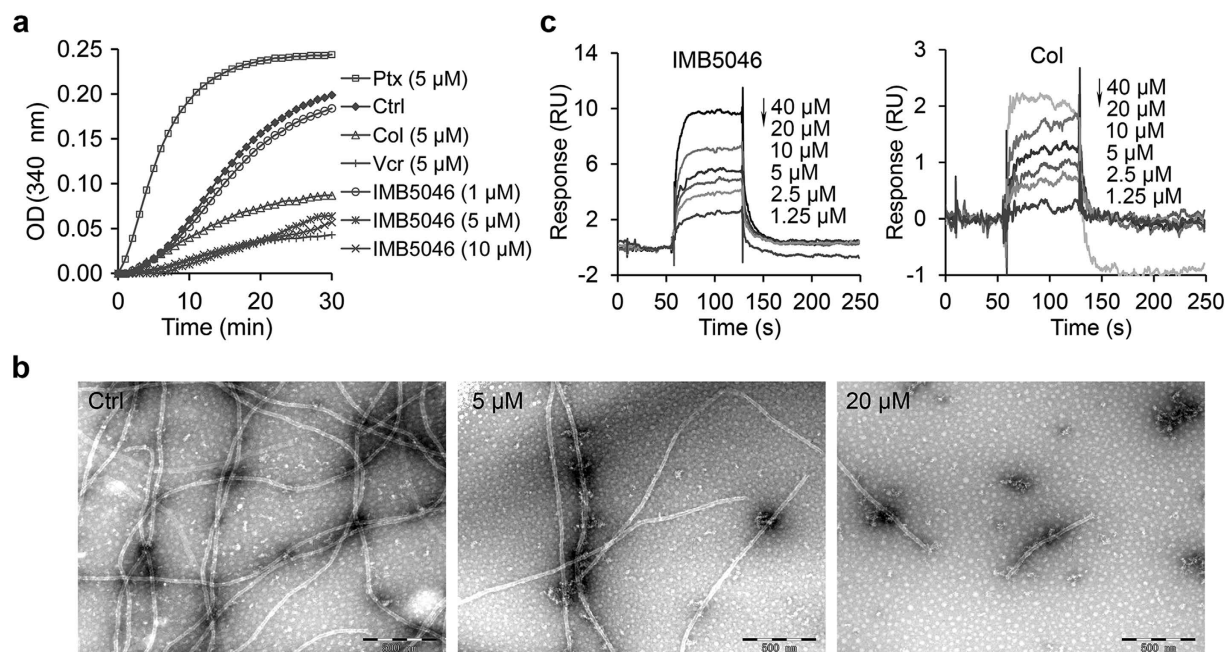 a
0.25
0.20
0.15
0.10
0.05
0.00
OD(340 nm)
0 10 20 30
Time (min)
Ptx (5 µM)
Ctrl
Col (5 µM)
Vcr (5 µM)
IMB5046 (1 µM)
IMB5046 (5 µM)
IMB5046 (10 µM)
c
IMB5046
14
10
6
2
-2
Response (RU)
0 50 100 150 200 250
Time (s)
40 µM
20 µM
10 µM
5 µM
2.5 µM
1.25 µM
Col
3
2
1
0
-1
Response (RU)
0 50 100 150 200 250
Time (s)
40 µM
20 µM
10 µM
5 µM
2.5 µM
1.25 µM
b
Ctrl
500 nm
5 µM
500 nm
20 µM
500 nm